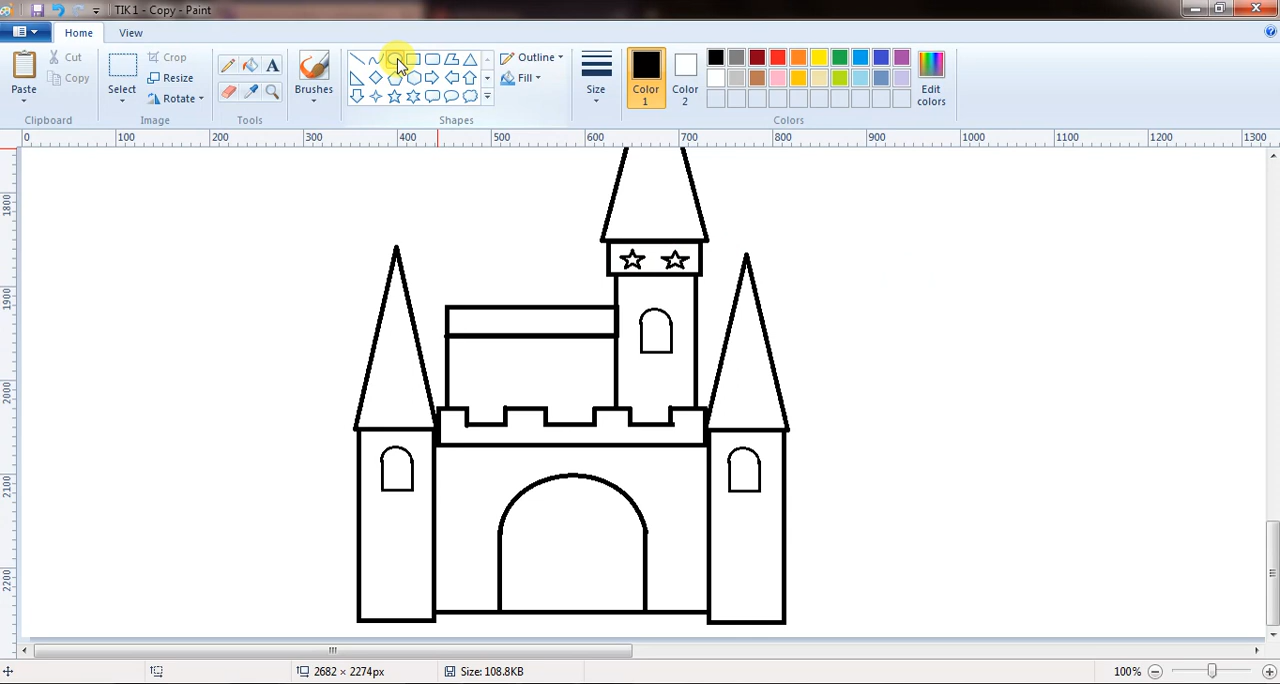 TIK 1 - Copy - Paint
Home View
Paste
Cut
Copy
Clipboard
Select
Crop
Resize
Rotate
Image
A
Tools
Brushes
Outline
Fill
Shapes
Size
Color 1
Color 2
Edit colors
Colors
0 100 200 300 400 500 600 700 800 900 1000 1100 1200 1300
1800
1900
2000
2100
2200
2682 × 2274px
Size: 108.8KB
100%